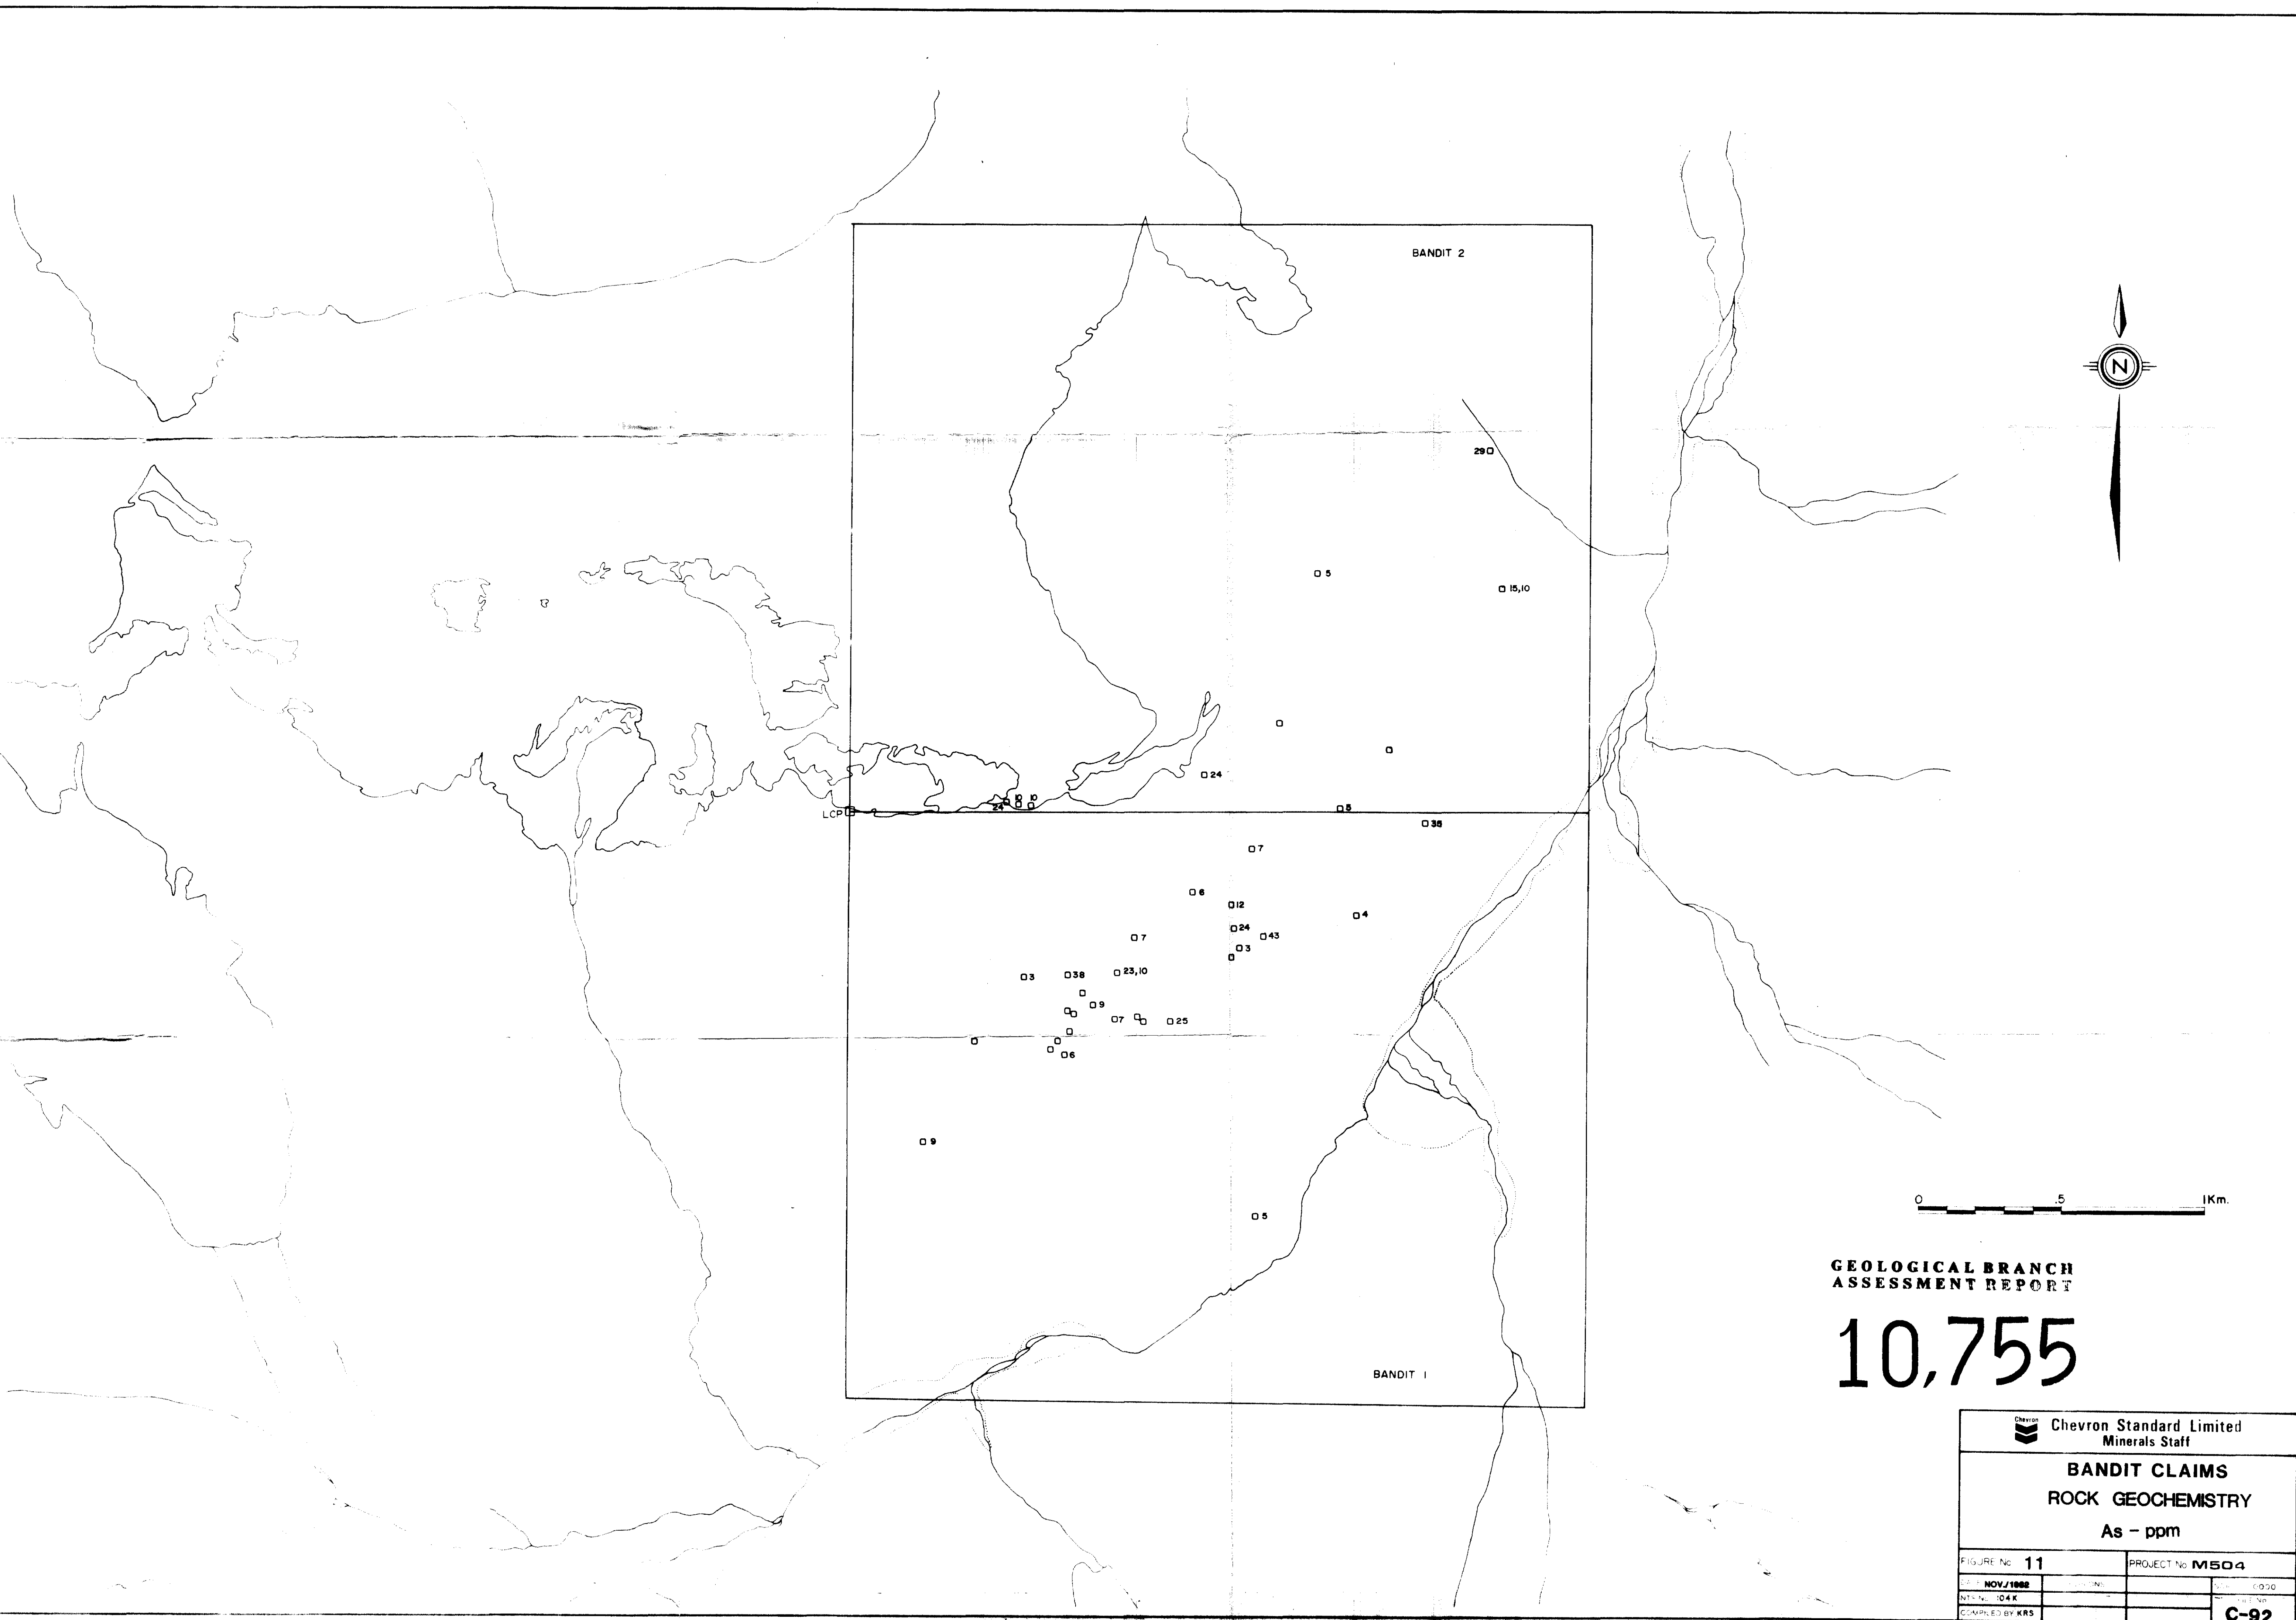 BANDIT 2
29
5
15,10
24
24
10
10
LCP
5
36
7
6
12
4
24
43
7
3
3
38
23,10
9
7
25
6
9
5
0 .5 1Km.
N
BANDIT 1
GEOLOGICAL BRANCH
ASSESSMENT REPORT
10,755
Chevron
Chevron Standard Limited
Minerals Staff
BANDIT CLAIMS
ROCK GEOCHEMISTRY
As - ppm
FIGURE No 11
PROJECT No M504
NOV./1982
104K
COMPILED BY KRS
C-92